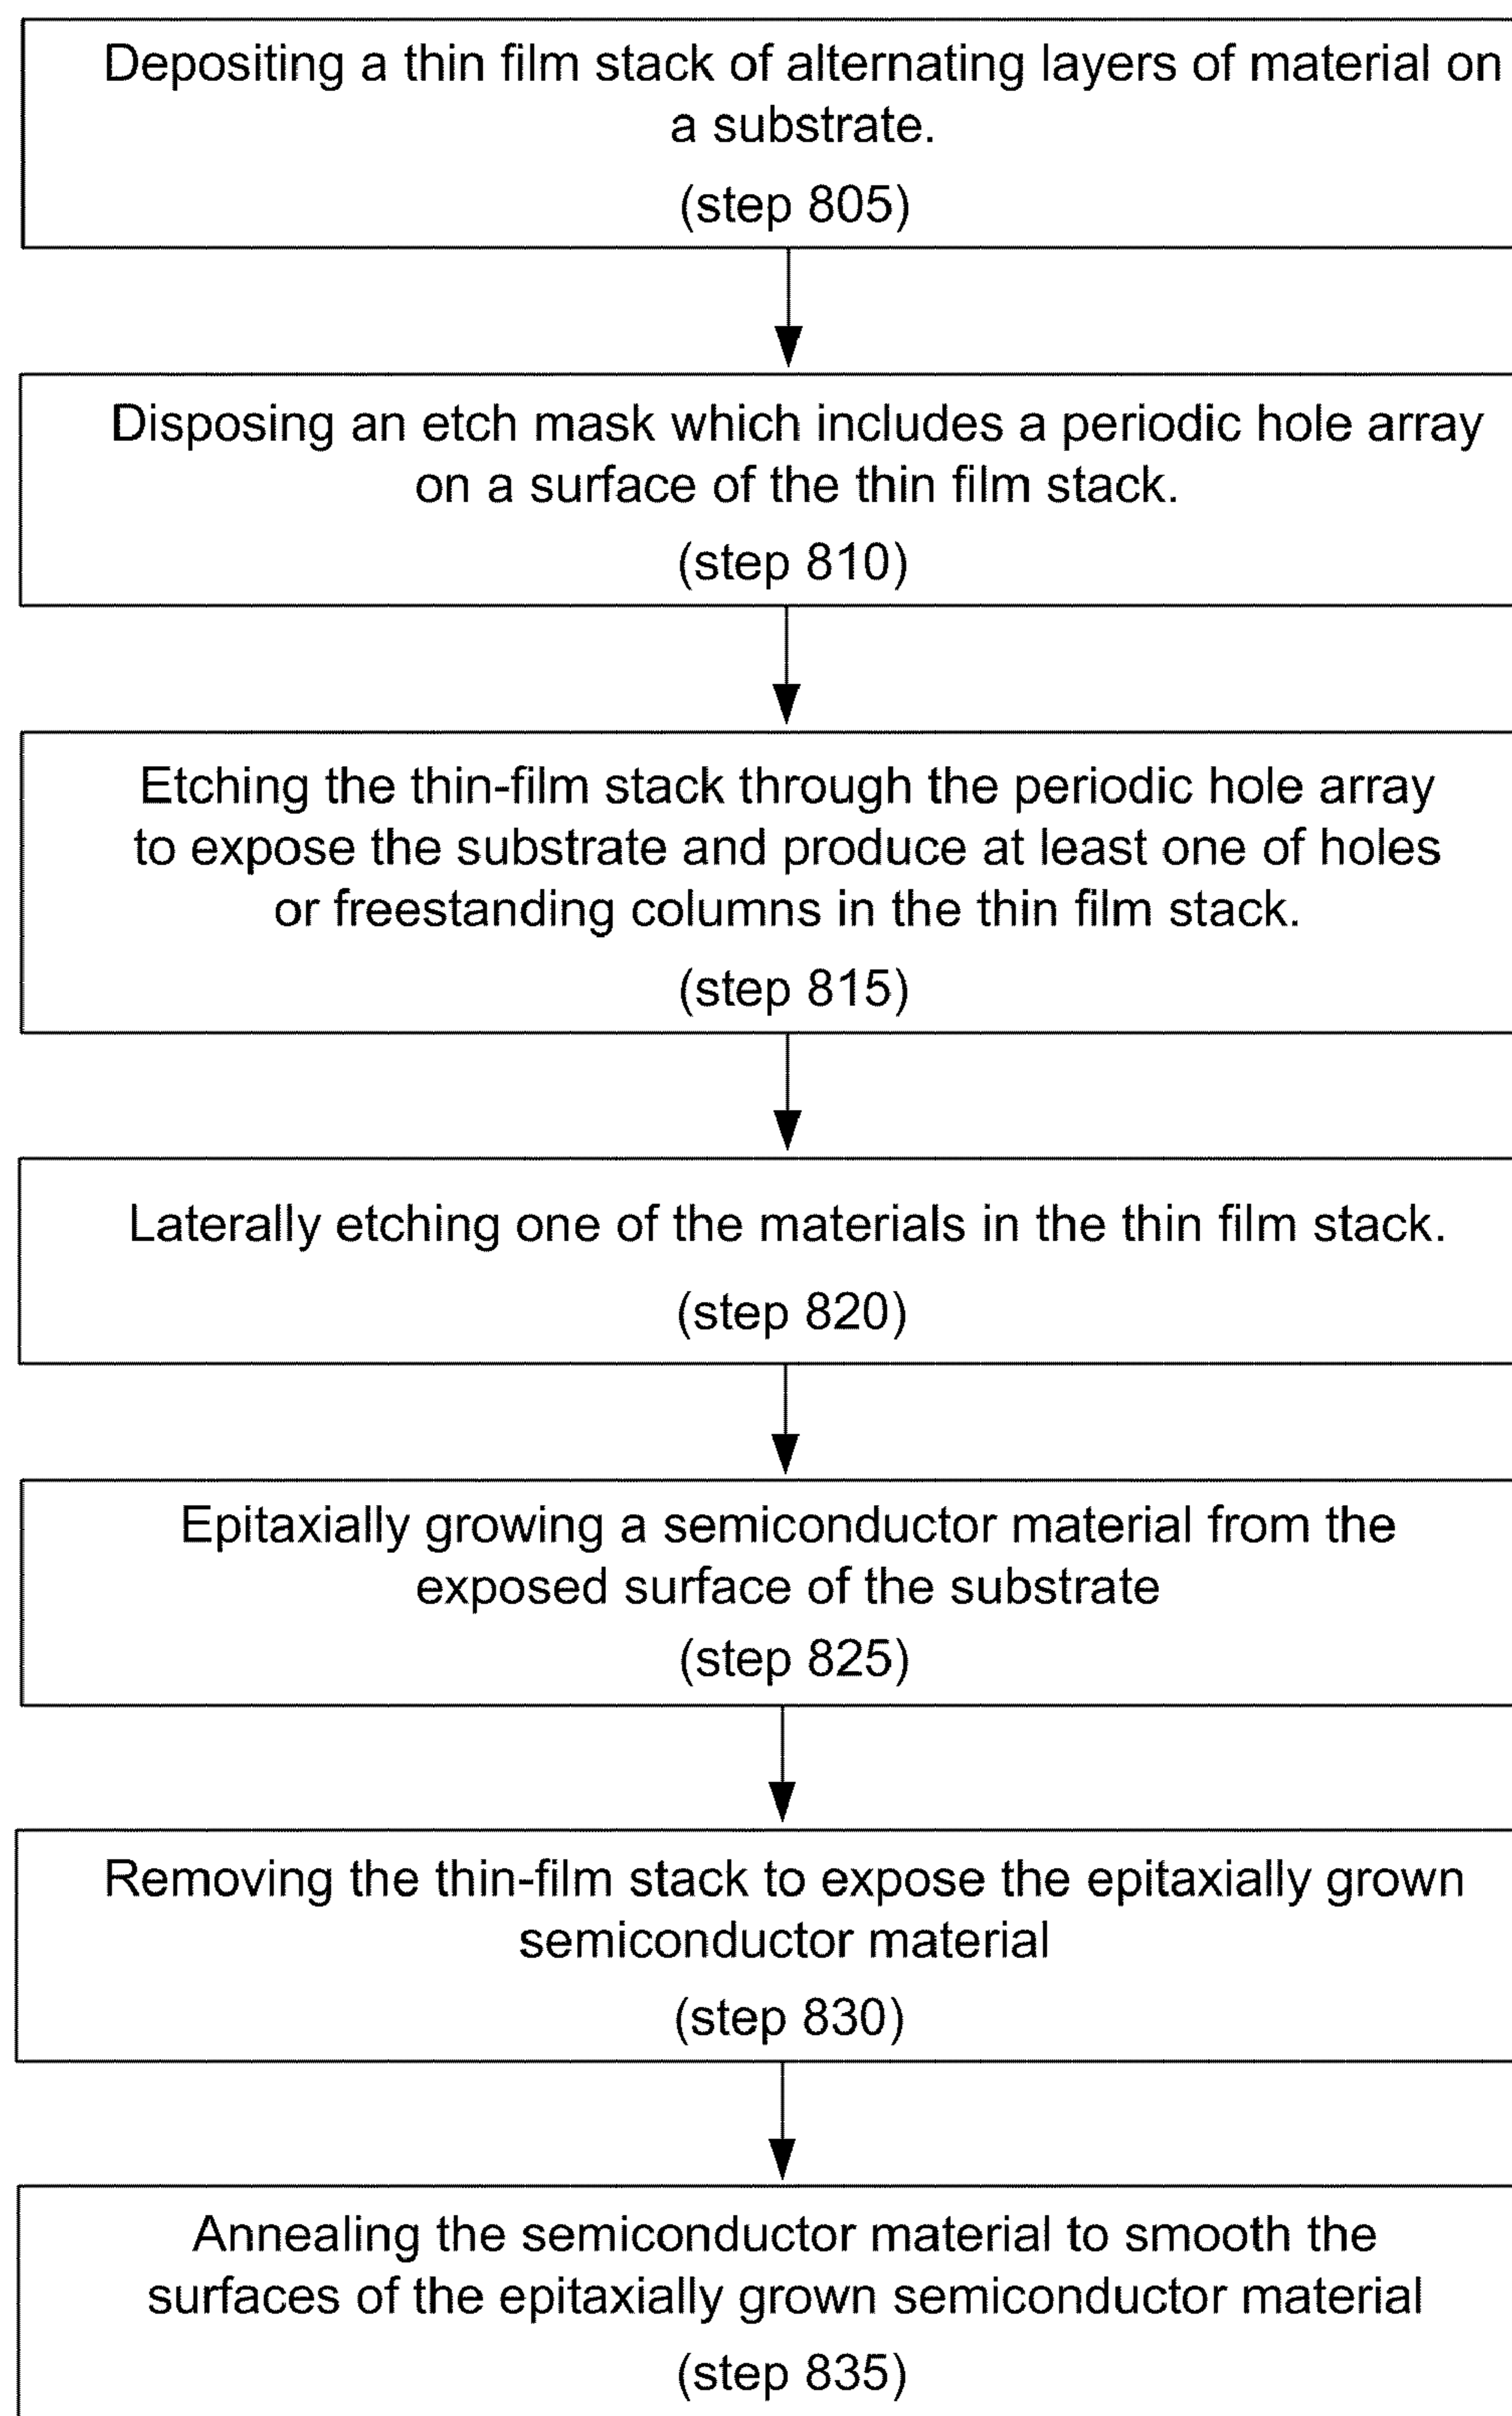 Depositing a thin film stack of alternating layers of material on
a substrate.
(step 805)
Disposing an etch mask which includes a periodic hole array
on a surface of the thin film stack.
(step 810)
Etching the thin-film stack through the periodic hole array
to expose the substrate and produce at least one of holes
or freestanding columns in the thin film stack.
(step 815)
Laterally etching one of the materials in the thin film stack.
(step 820)
Epitaxially growing a semiconductor material from the
exposed surface of the substrate
(step 825)
Removing the thin-film stack to expose the epitaxially grown
semiconductor material
(step 830)
Annealing the semiconductor material to smooth the
surfaces of the epitaxially grown semiconductor material
(step 835)